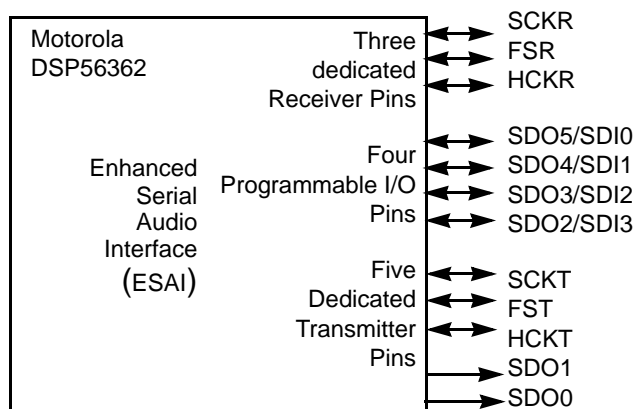 Motorola
DSP56362
Enhanced
Serial
Audio
Interface
(ESAI)
Three
dedicated
Receiver Pins
Four
Programmable I/O
Pins
Five
Dedicated
Transmitter
Pins
SCKR
FSR
HCKR
SDO5/SDI0
SDO4/SDI1
SDO3/SDI2
SDO2/SDI3
SCKT
FST
HCKT
SDO1
SDO0